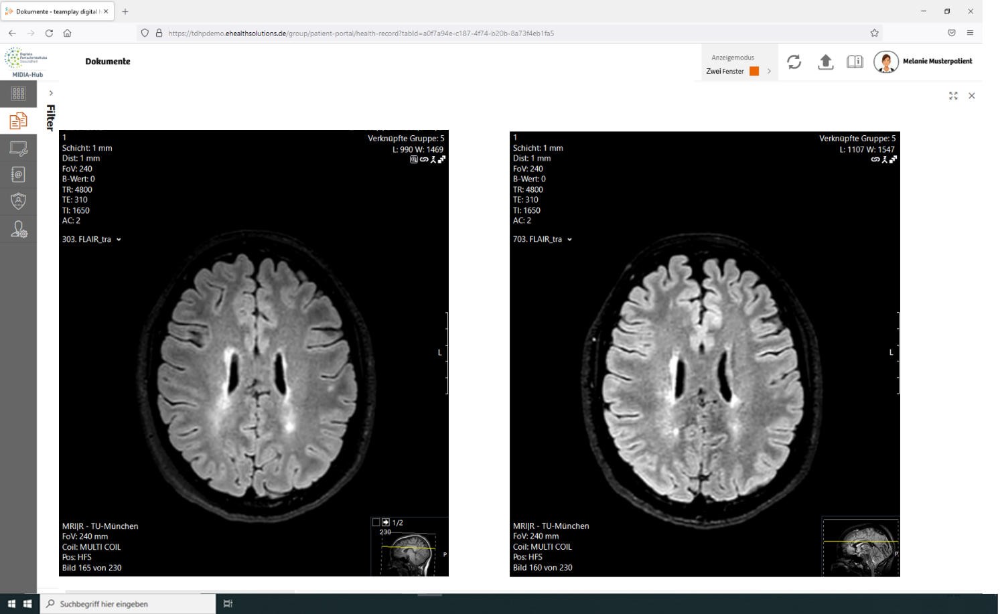 Dokumente - teamplay digital h
https://tdhpdemo.ehealthsolutions.de/group/patient-portal/health-record?tabId=a0f7a94e-c187-4f74-b20b-8a73f4eb1fa5
Digitale
FortschrittsHubs
Gesundheit
MIDIA-Hub
Dokumente
Anzeigemodus
Zwei Fenster
Melanie Musterpatient
Filter
1
Schicht: 1 mm
Dist: 1 mm
FoV: 240
B-Wert: 0
TR: 4800
TE: 310
TI: 1650
AC: 2
303. FLAIR_tra
Verknüpfte Gruppe: 5
L: 990 W: 1469
L
MRI|R - TU-München
FoV: 240 mm
Coil: MULTI COIL
Pos: HFS
Bild 165 von 230
1/2
230
P
1
Schicht: 1 mm
Dist: 1 mm
FoV: 240
B-Wert: 0
TR: 4800
TE: 310
TI: 1650
AC: 2
703. FLAIR_tra
Verknüpfte Gruppe: 5
L: 1107 W: 1547
L
MRI|R - TU-München
FoV: 240 mm
Coil: MULTI COIL
Pos: HFS
Bild 160 von 230
P
Suchbegriff hier eingeben